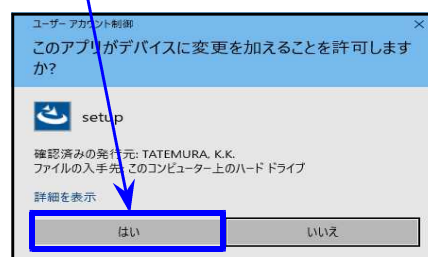 ユーザー アカウント制御
このアプリがデバイスに変更を加えることを許可します
か?
setup
確認済みの発行元: TATEMURA, K.K.
ファイルの入手先: このコンピューター上のハード ドライブ
詳細を表示
はい
いいえ